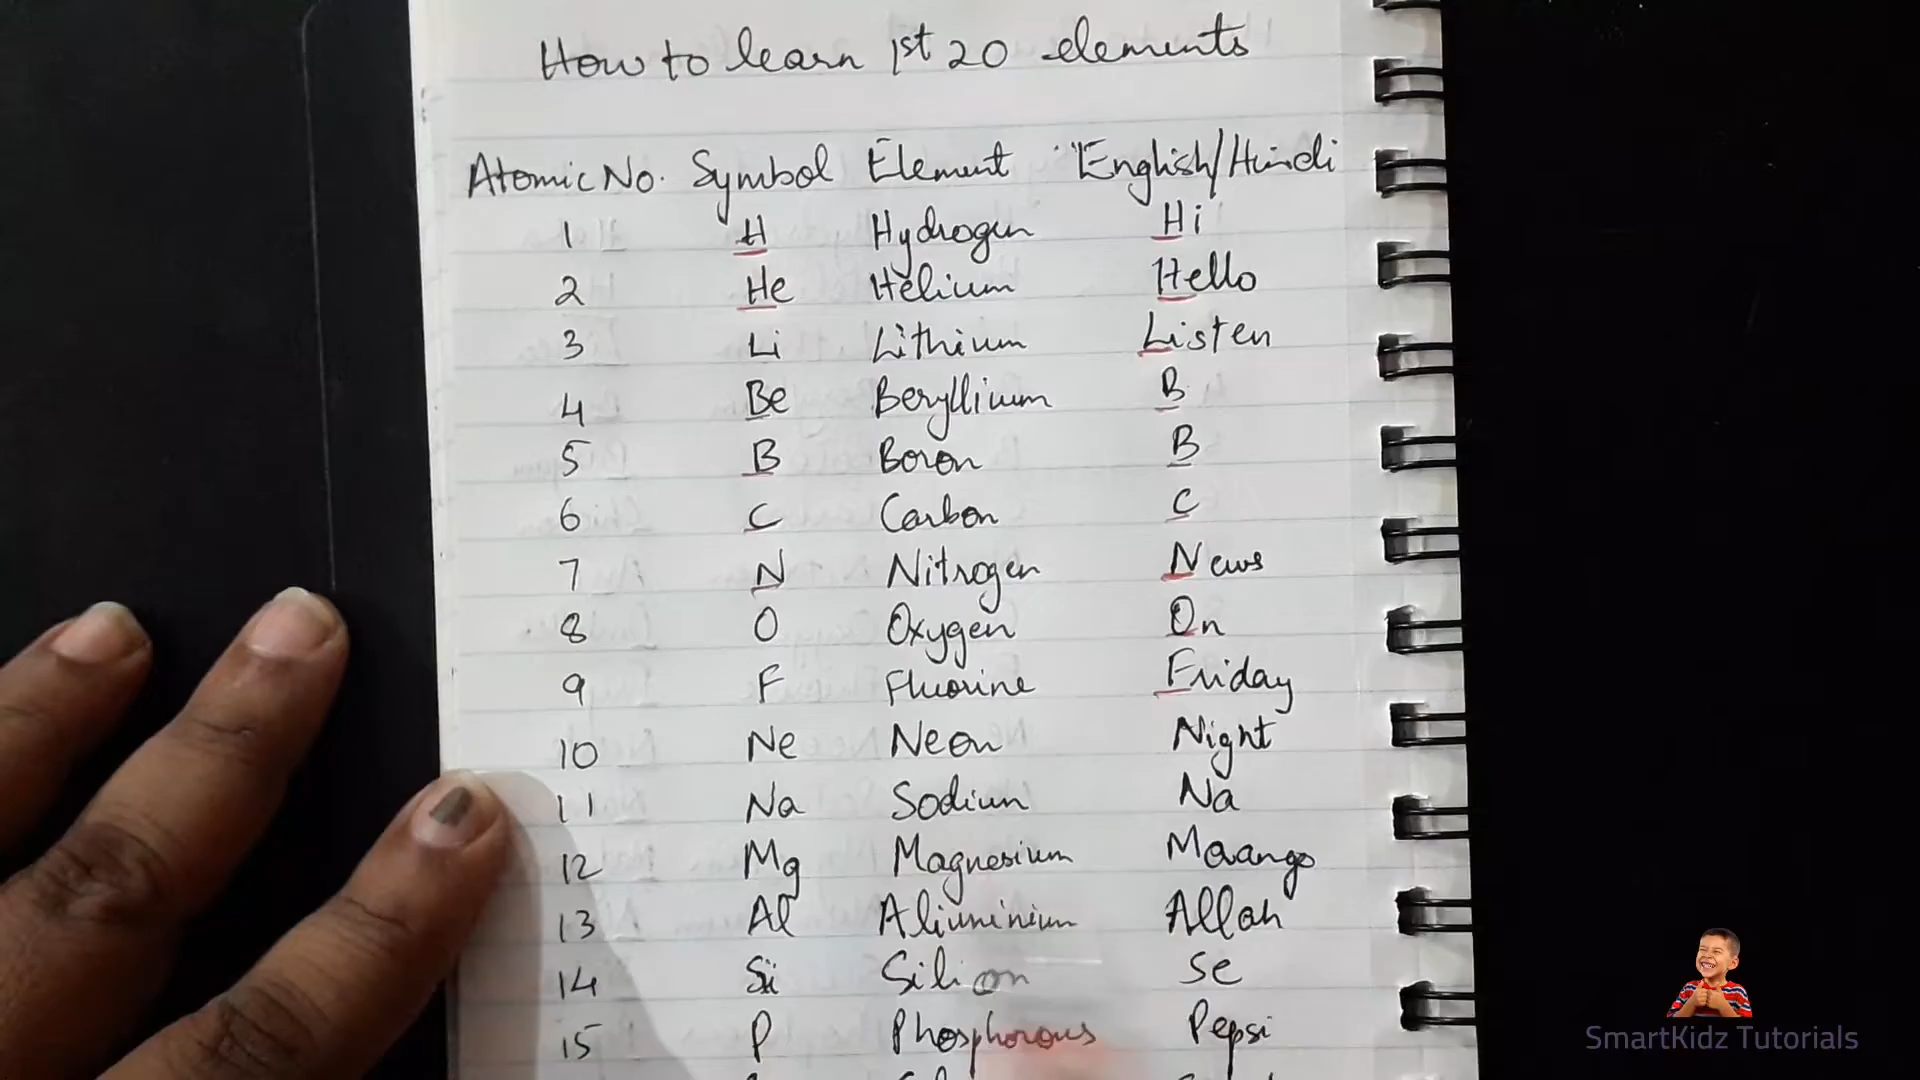 How to learn 1st 20 elements
Atomic No. Symbol Element English/Hindi
1 H Hydrogen Hi
2 He Helium Hello
3 Li Lithium Listen
4 Be Beryllium B
5 B Boron B
6 C Carbon C
7 N Nitrogen News
8 O Oxygen On
9 F Fluorine Friday
10 Ne Neon Night
11 Na Sodium Na
12 Mg Magnesium Maango
13 Al Aliuminium Allah
14 Si Silion Se
15 P Phosphorous Pepsi
SmartKidz Tutorials